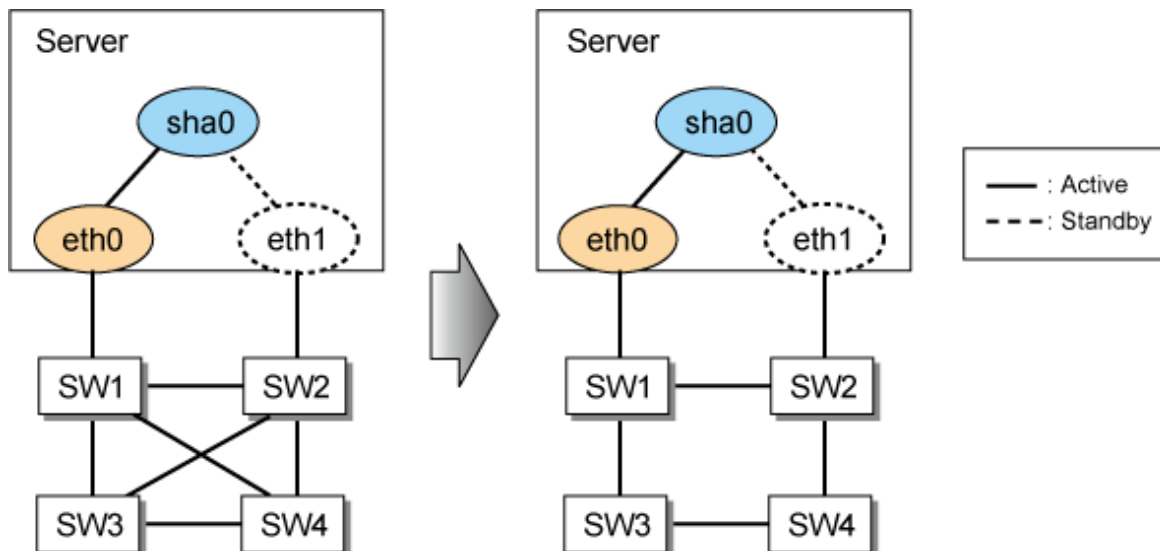 Server
sha0
eth0
eth1
SW1
SW2
SW3
SW4
Server
sha0
eth0
eth1
SW1
SW2
SW3
SW4
: Active
: Standby